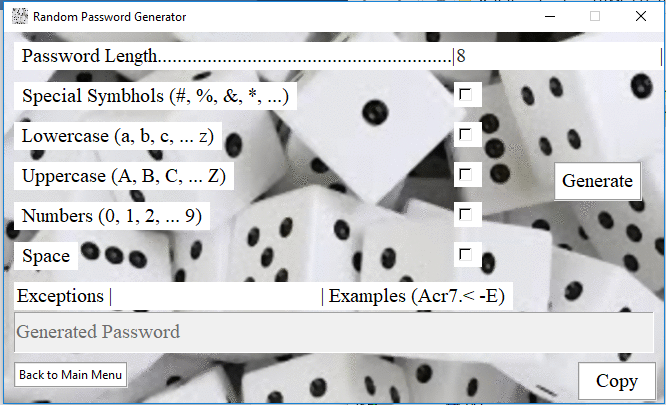 Random Password Generator
Password Length............................................................|8 |
Special Symbhols (#, %, &, *, ...)
Lowercase (a, b, c, ... z)
Uppercase (A, B, C, ... Z)
Generate
Numbers (0, 1, 2, ... 9)
Space
Exceptions | | Examples (Acr7.< -E)
Generated Password
Back to Main Menu
Copy